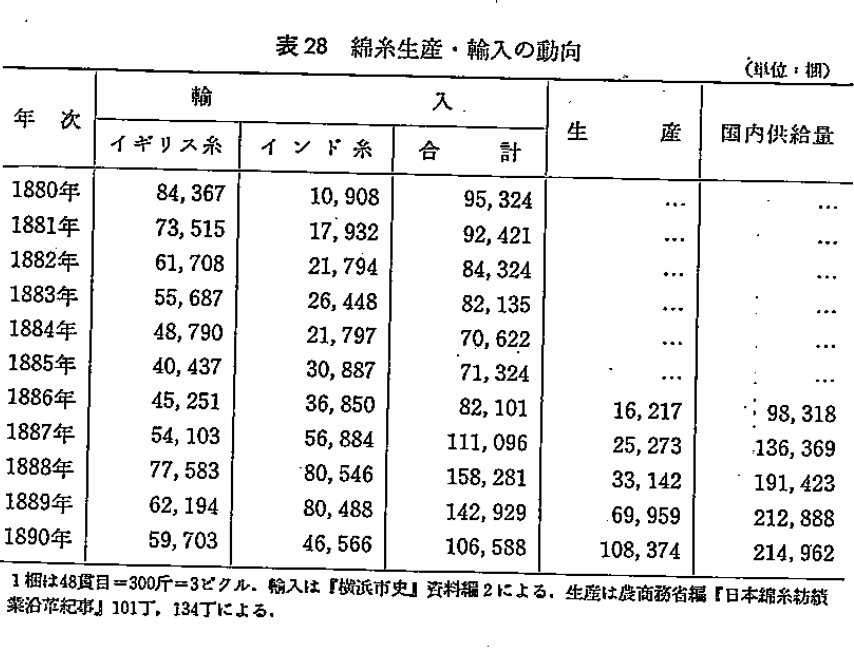 表28 綿糸生産・輸入の動向
(単位:梱)
年次 輸入 生産 国内供給量
イギリス糸 インド糸 合計
1880年 84,367 10,908 95,324 … …
1881年 73,515 17,932 92,421 … …
1882年 61,708 21,794 84,324 … …
1883年 55,687 26,448 82,135 … …
1884年 48,790 21,797 70,622 … …
1885年 40,437 30,887 71,324 … …
1886年 45,251 36,850 82,101 16,217 98,318
1887年 54,103 56,884 111,096 25,273 136,369
1888年 77,583 80,546 158,281 33,142 191,423
1889年 62,194 80,488 142,929 69,959 212,888
1890年 59,703 46,566 106,588 108,374 214,962
1梱は48貫目=300斤=3ピクル.輸入は『横浜市史』資料編2による.生産は農商務省編『日本綿糸紡績
業沿革紀事』101丁,134丁による.